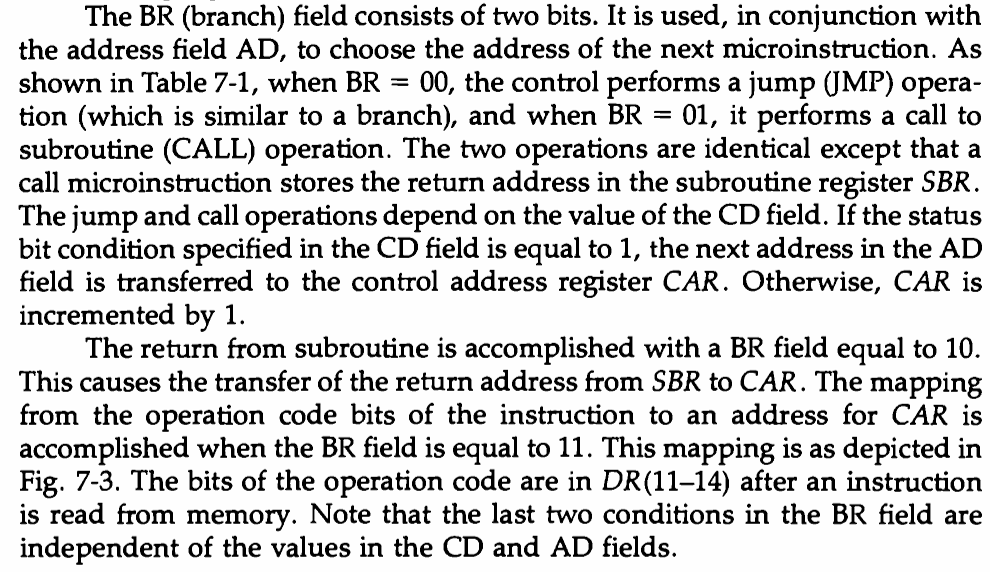 The BR (branch) field consists of two bits. It is used, in conjunction with
the address field AD, to choose the address of the next microinstruction. As
shown in Table 7-1, when BR = 00, the control performs a jump (JMP) opera-
tion (which is similar to a branch), and when BR = 01, it performs a call to
subroutine (CALL) operation. The two operations are identical except that a
call microinstruction stores the return address in the subroutine register SBR.
The jump and call operations depend on the value of the CD field. If the status
bit condition specified in the CD field is equal to 1, the next address in the AD
field is transferred to the control address register CAR. Otherwise, CAR is
incremented by 1.
The return from subroutine is accomplished with a BR field equal to 10.
This causes the transfer of the return address from SBR to CAR. The mapping
from the operation code bits of the instruction to an address for CAR is
accomplished when the BR field is equal to 11. This mapping is as depicted in
Fig. 7-3. The bits of the operation code are in DR(11–14) after an instruction
is read from memory. Note that the last two conditions in the BR field are
independent of the values in the CD and AD fields.